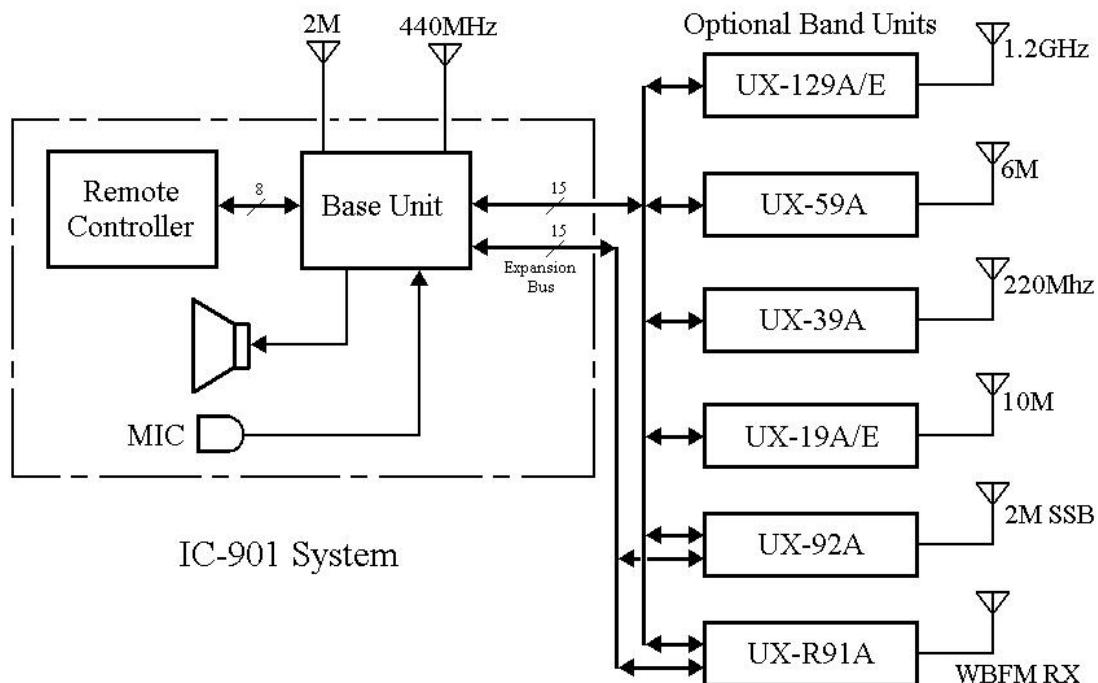 2M
440MHz
Optional Band Units
1.2GHz
UX-129A/E
Remote
Controller
8
Base Unit
15
15
Expansion
Bus
6M
UX-59A
220Mhz
UX-39A
MIC
10M
UX-19A/E
IC-901 System
2M SSB
UX-92A
UX-R91A
WBFM RX